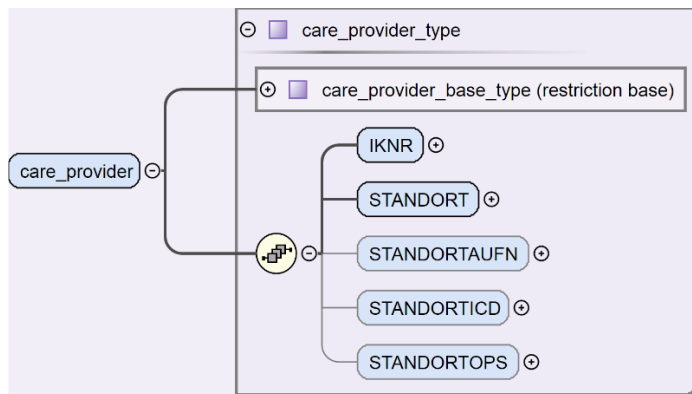 care_provider_type
care_provider_base_type (restriction base)
care_provider
IKNR
STANDORT
STANDORTAUFN
STANDORTICD
STANDORTOPS